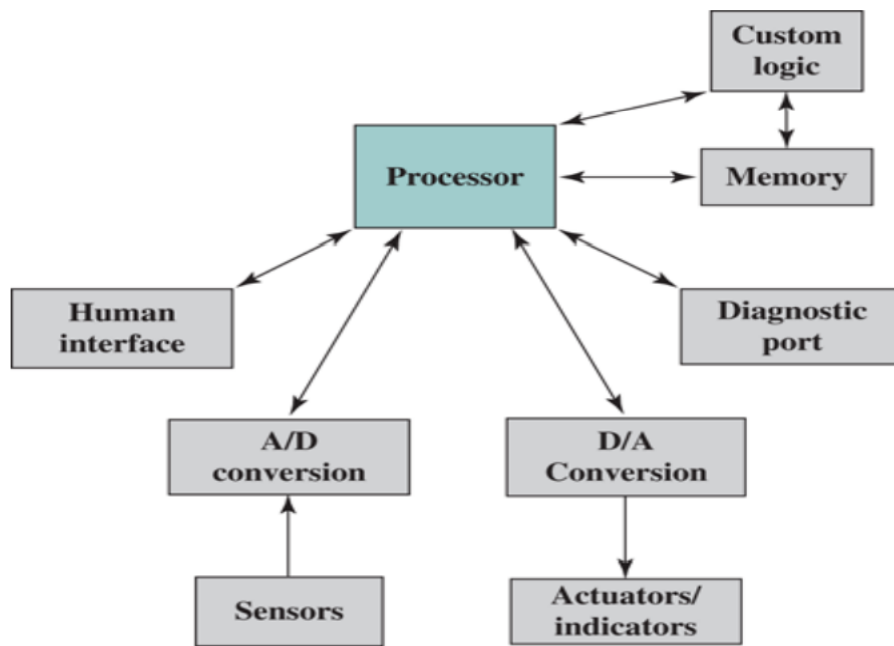 Custom
logic
Processor
Memory
Human
interface
Diagnostic
port
A/D
conversion
D/A
Conversion
Sensors
Actuators/
indicators